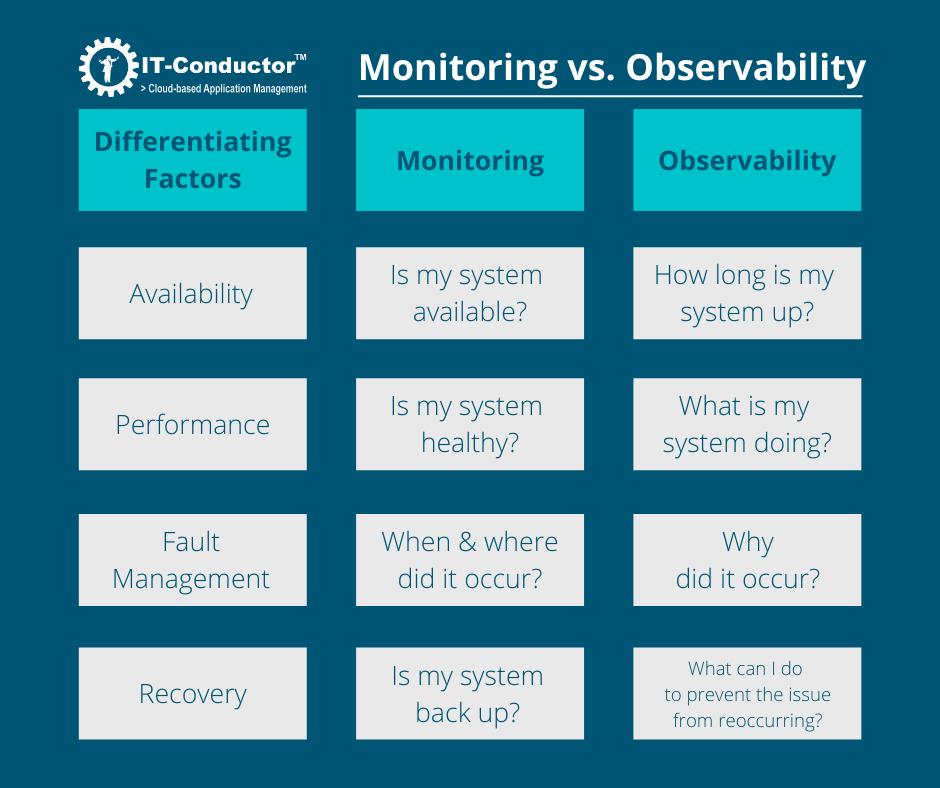 IT-Conductor™
> Cloud-based Application Management
Monitoring vs. Observability
Differentiating
Factors
Monitoring
Observability
Availability
Is my system
available?
How long is my
system up?
Performance
Is my system
healthy?
What is my
system doing?
Fault
Management
When & where
did it occur?
Why
did it occur?
Recovery
Is my system
back up?
What can I do
to prevent the issue
from reoccurring?